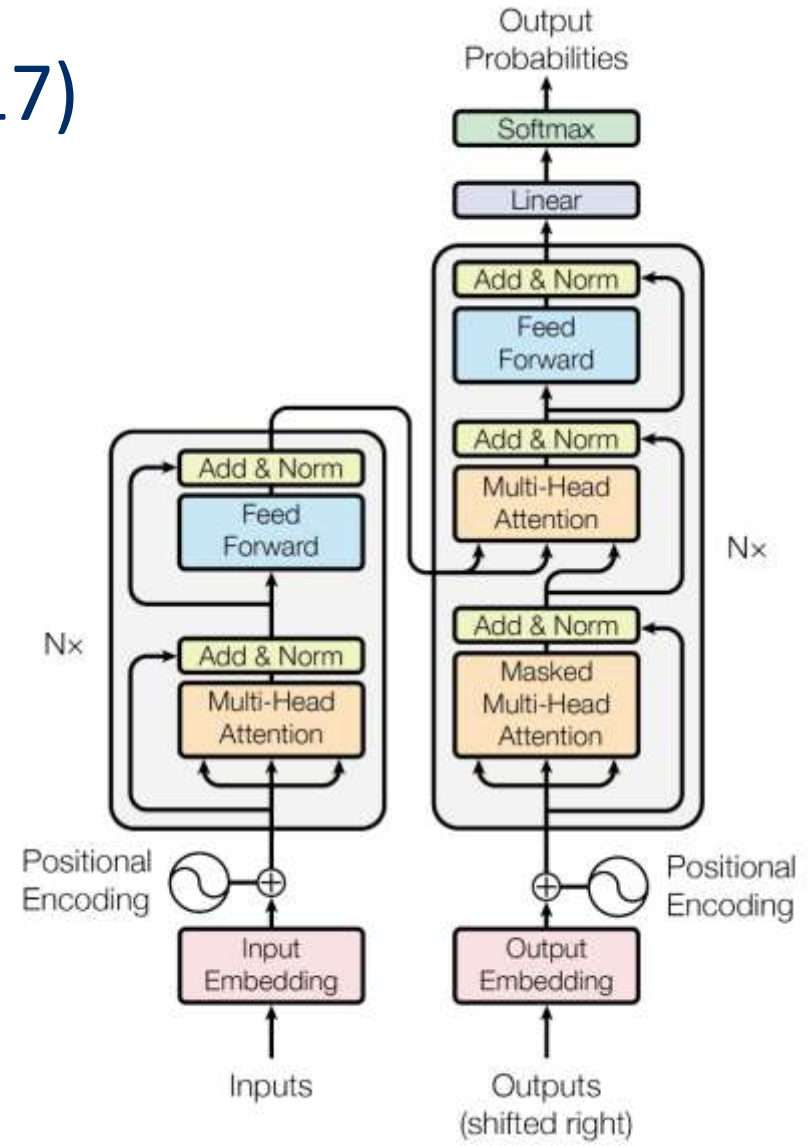 17)
Output
Probabilities
Softmax
Linear
Add & Norm
Feed
Forward
Add & Norm
Multi-Head
Attention
Nx
Add & Norm
Masked
Multi-Head
Attention
Add & Norm
Feed
Forward
Nx
Add & Norm
Multi-Head
Attention
Positional
Encoding
Positional
Encoding
Input
Embedding
Output
Embedding
Inputs
Outputs
(shifted right)